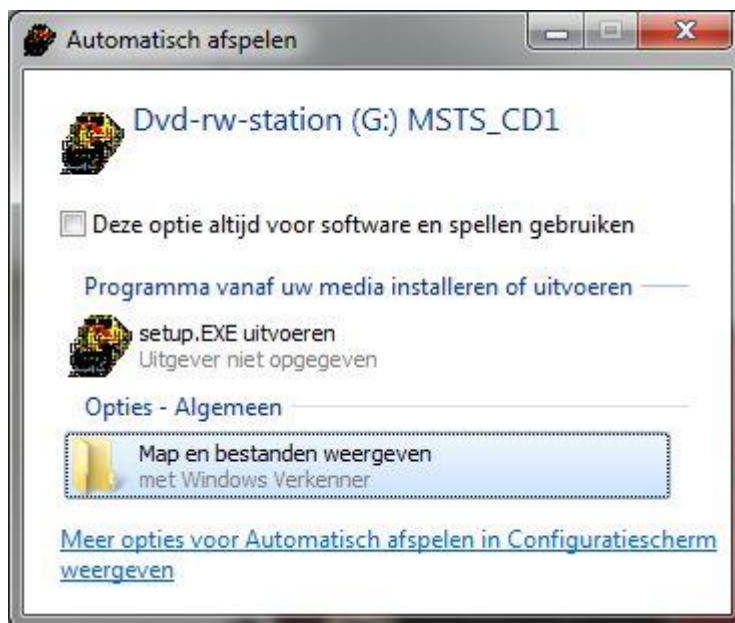 Automatisch afspelen
Dvd-rw-station (G:) MSTS_CD1
Deze optie altijd voor software en spellen gebruiken
Programma vanaf uw media installeren of uitvoeren
setup.EXE uitvoeren
Uitgever niet opgegeven
Opties - Algemeen
Map en bestanden weergeven
met Windows Verkenner
Meer opties voor Automatisch afspelen in Configuratiescherm
weergeven